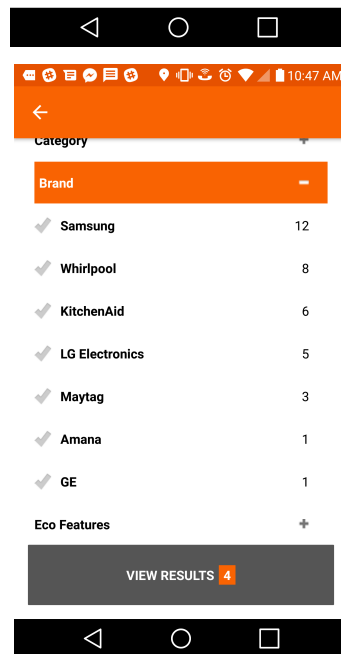 10:47 AM
Category
Brand
Samsung 12
Whirlpool 8
KitchenAid 6
LG Electronics 5
Maytag 3
Amana 1
GE 1
Eco Features
VIEW RESULTS 4